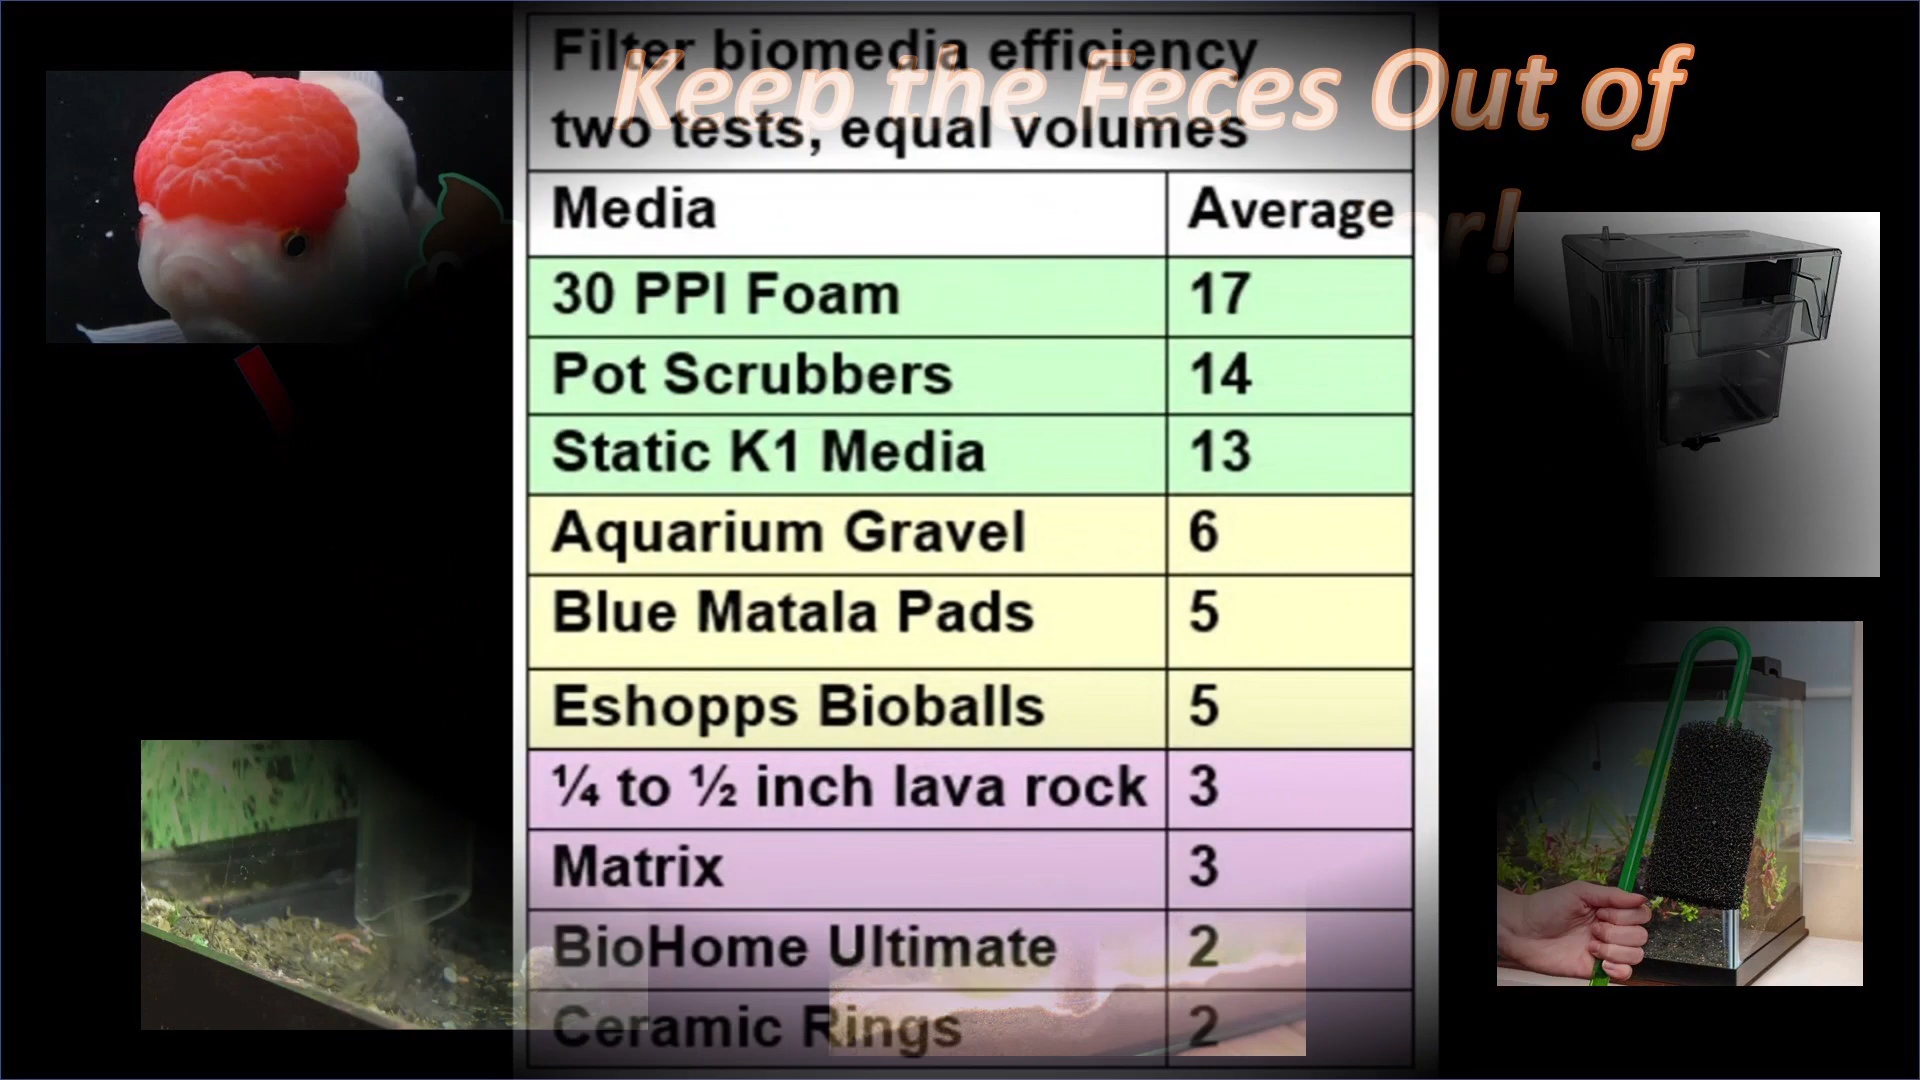 Keep the Feces Out of
r!
Filter biomedia efficiency
two tests, equal volumes
Media Average
30 PPI Foam 17
Pot Scrubbers 14
Static K1 Media 13
Aquarium Gravel 6
Blue Matala Pads 5
Eshopps Bioballs 5
¼ to ½ inch lava rock 3
Matrix 3
BioHome Ultimate 2
Ceramic Rings 2